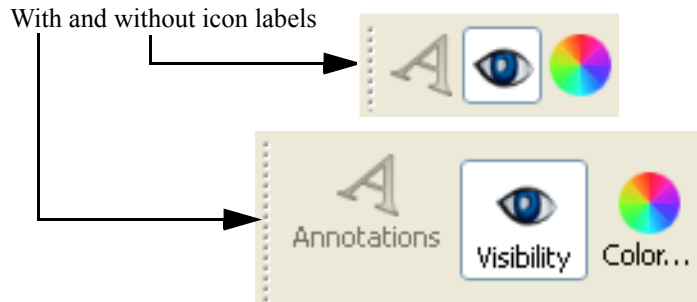 With and without icon labels
Annotations
Visibility
Color...